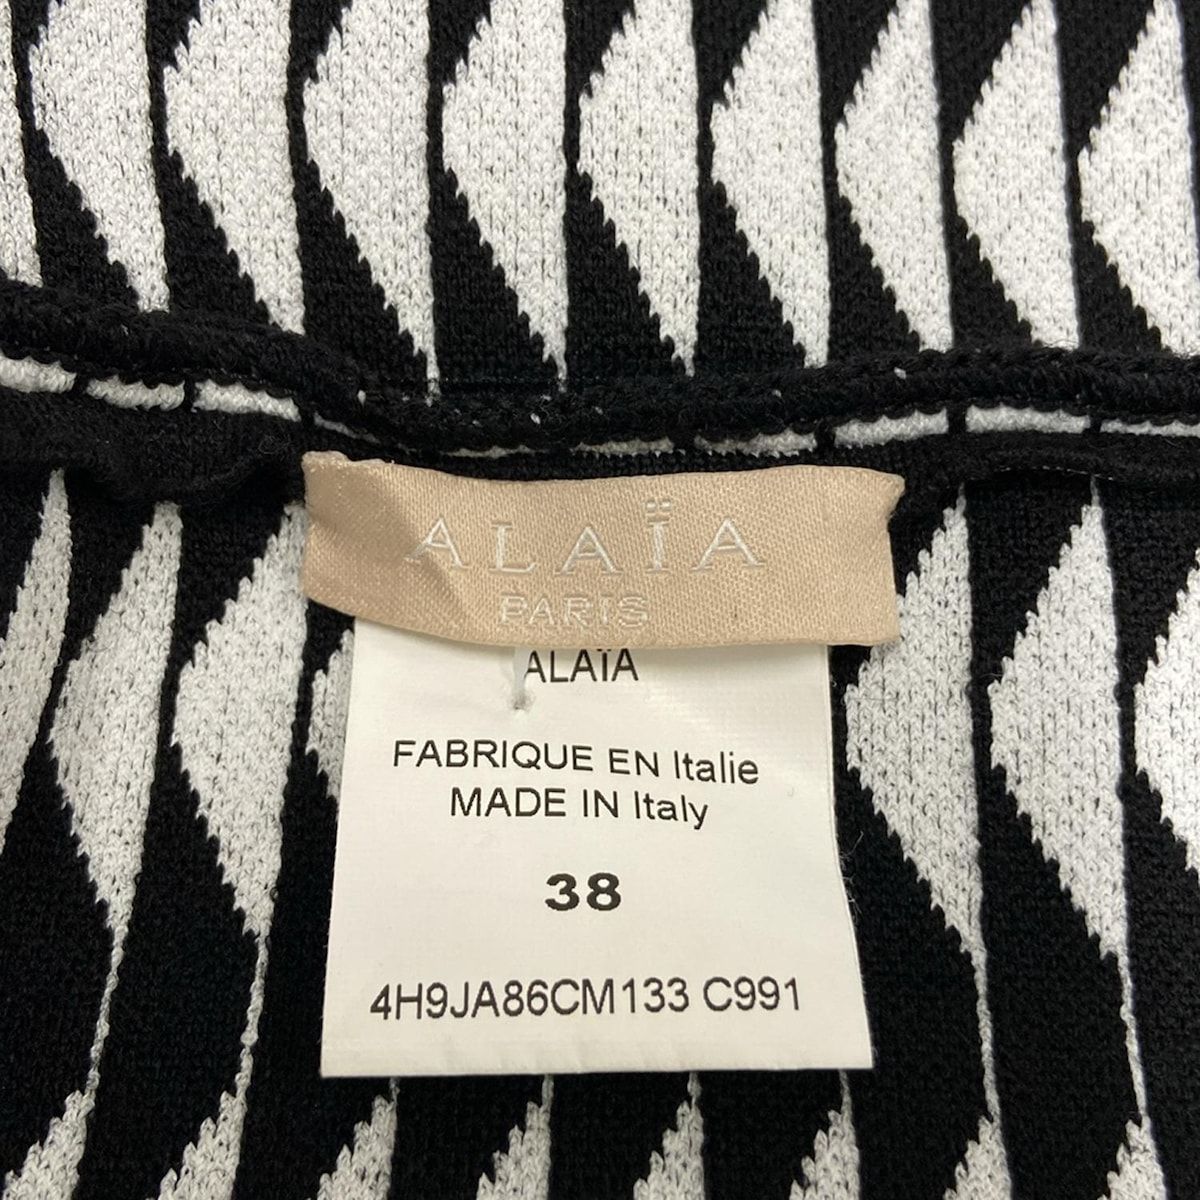 ALAÏA
PARIS
ALAÏA
FABRIQUE EN Italie
MADE IN Italy
38
4H9JA86CM133 C991